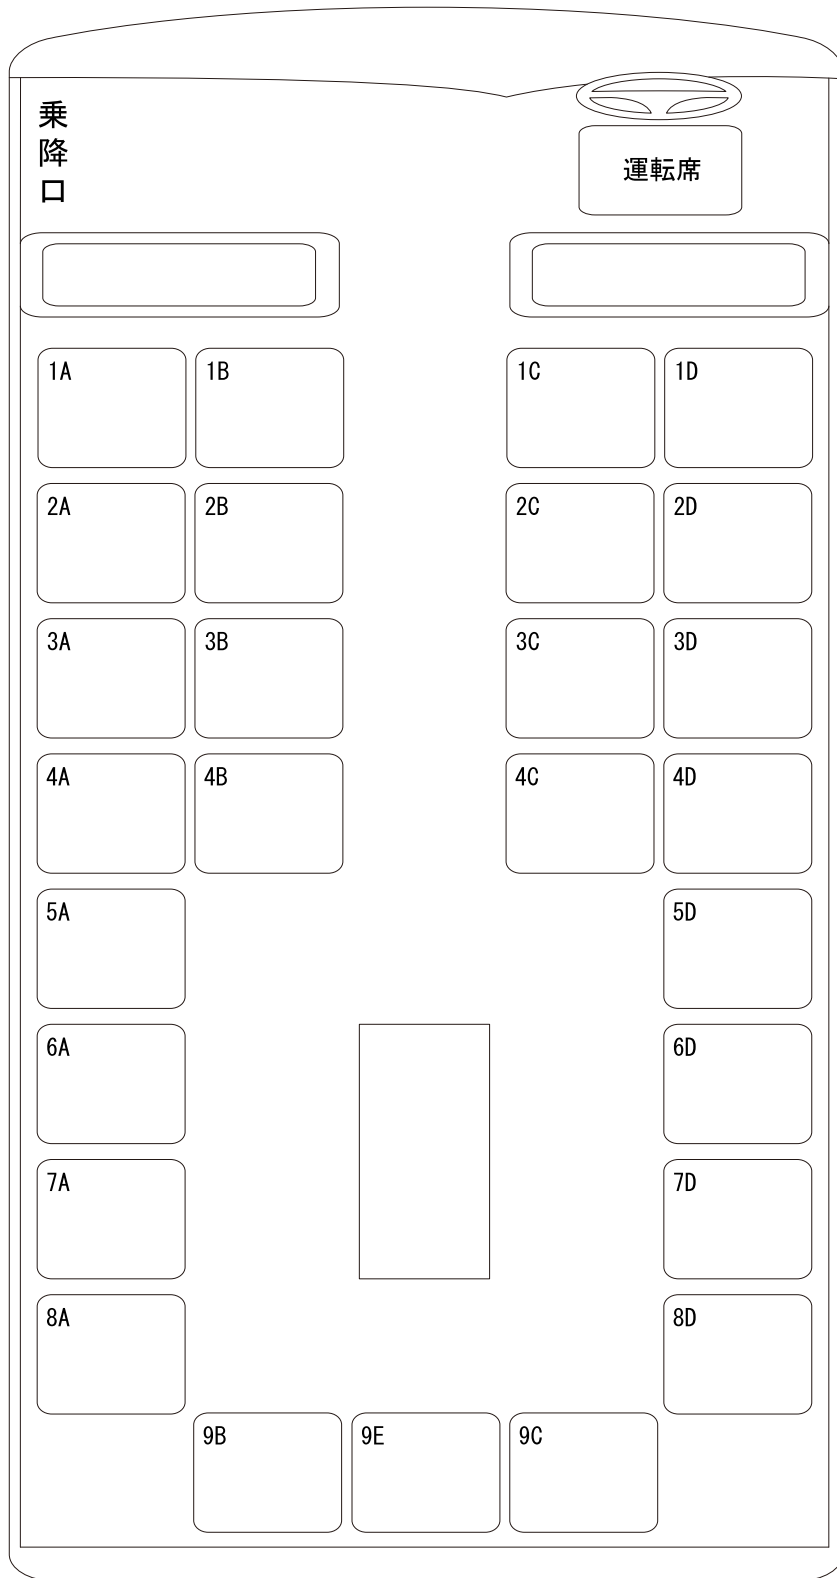 乗降口
運転席
1A 1B 1C 1D
2A 2B 2C 2D
3A 3B 3C 3D
4A 4B 4C 4D
5A 5D
6A 6D
7A 7D
8A 8D
9B 9E 9C